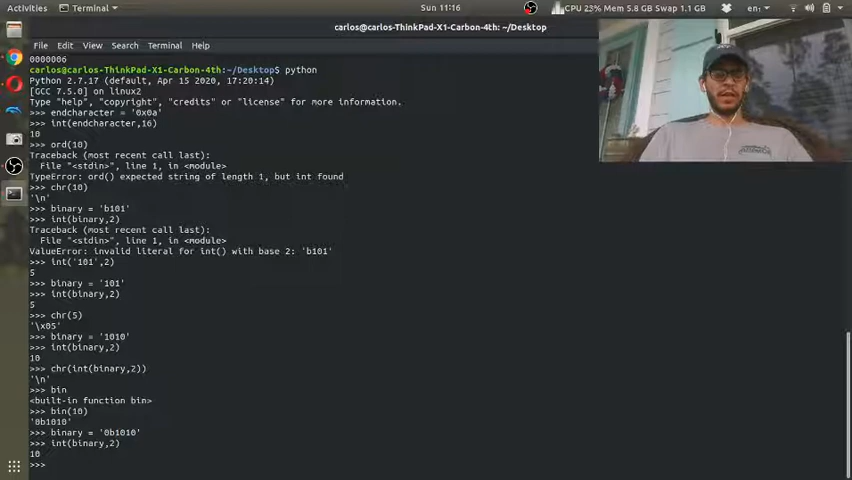 Activities Terminal Sun 11:16 CPU 23% Mem 5.8 GB Swap 1.1 GB en
carlos@carlos-ThinkPad-X1-Carbon-4th: ~/Desktop
File Edit View Search Terminal Help
0000006
carlos@carlos-ThinkPad-X1-Carbon-4th:~/Desktop$ python
Python 2.7.17 (default, Apr 15 2020, 17:20:14)
[GCC 7.5.0] on linux2
Type "help", "copyright", "credits" or "license" for more information.
>>> endcharacter = '0x0a'
>>> int(endcharacter,16)
10
>>> ord(10)
Traceback (most recent call last):
  File "<stdin>", line 1, in <module>
TypeError: ord() expected string of length 1, but int found
>>> chr(10)
'\n'
>>> binary = 'b101'
>>> int(binary,2)
Traceback (most recent call last):
  File "<stdin>", line 1, in <module>
ValueError: invalid literal for int() with base 2: 'b101'
>>> int('101',2)
5
>>> binary = '101'
>>> int(binary,2)
5
>>> chr(5)
'\x05'
>>> binary = '1010'
>>> int(binary,2)
10
>>> chr(int(binary,2))
'\n'
>>> bin
<built-in function bin>
>>> bin(10)
'0b1010'
>>> binary = '0b1010'
>>> int(binary,2)
10
>>>